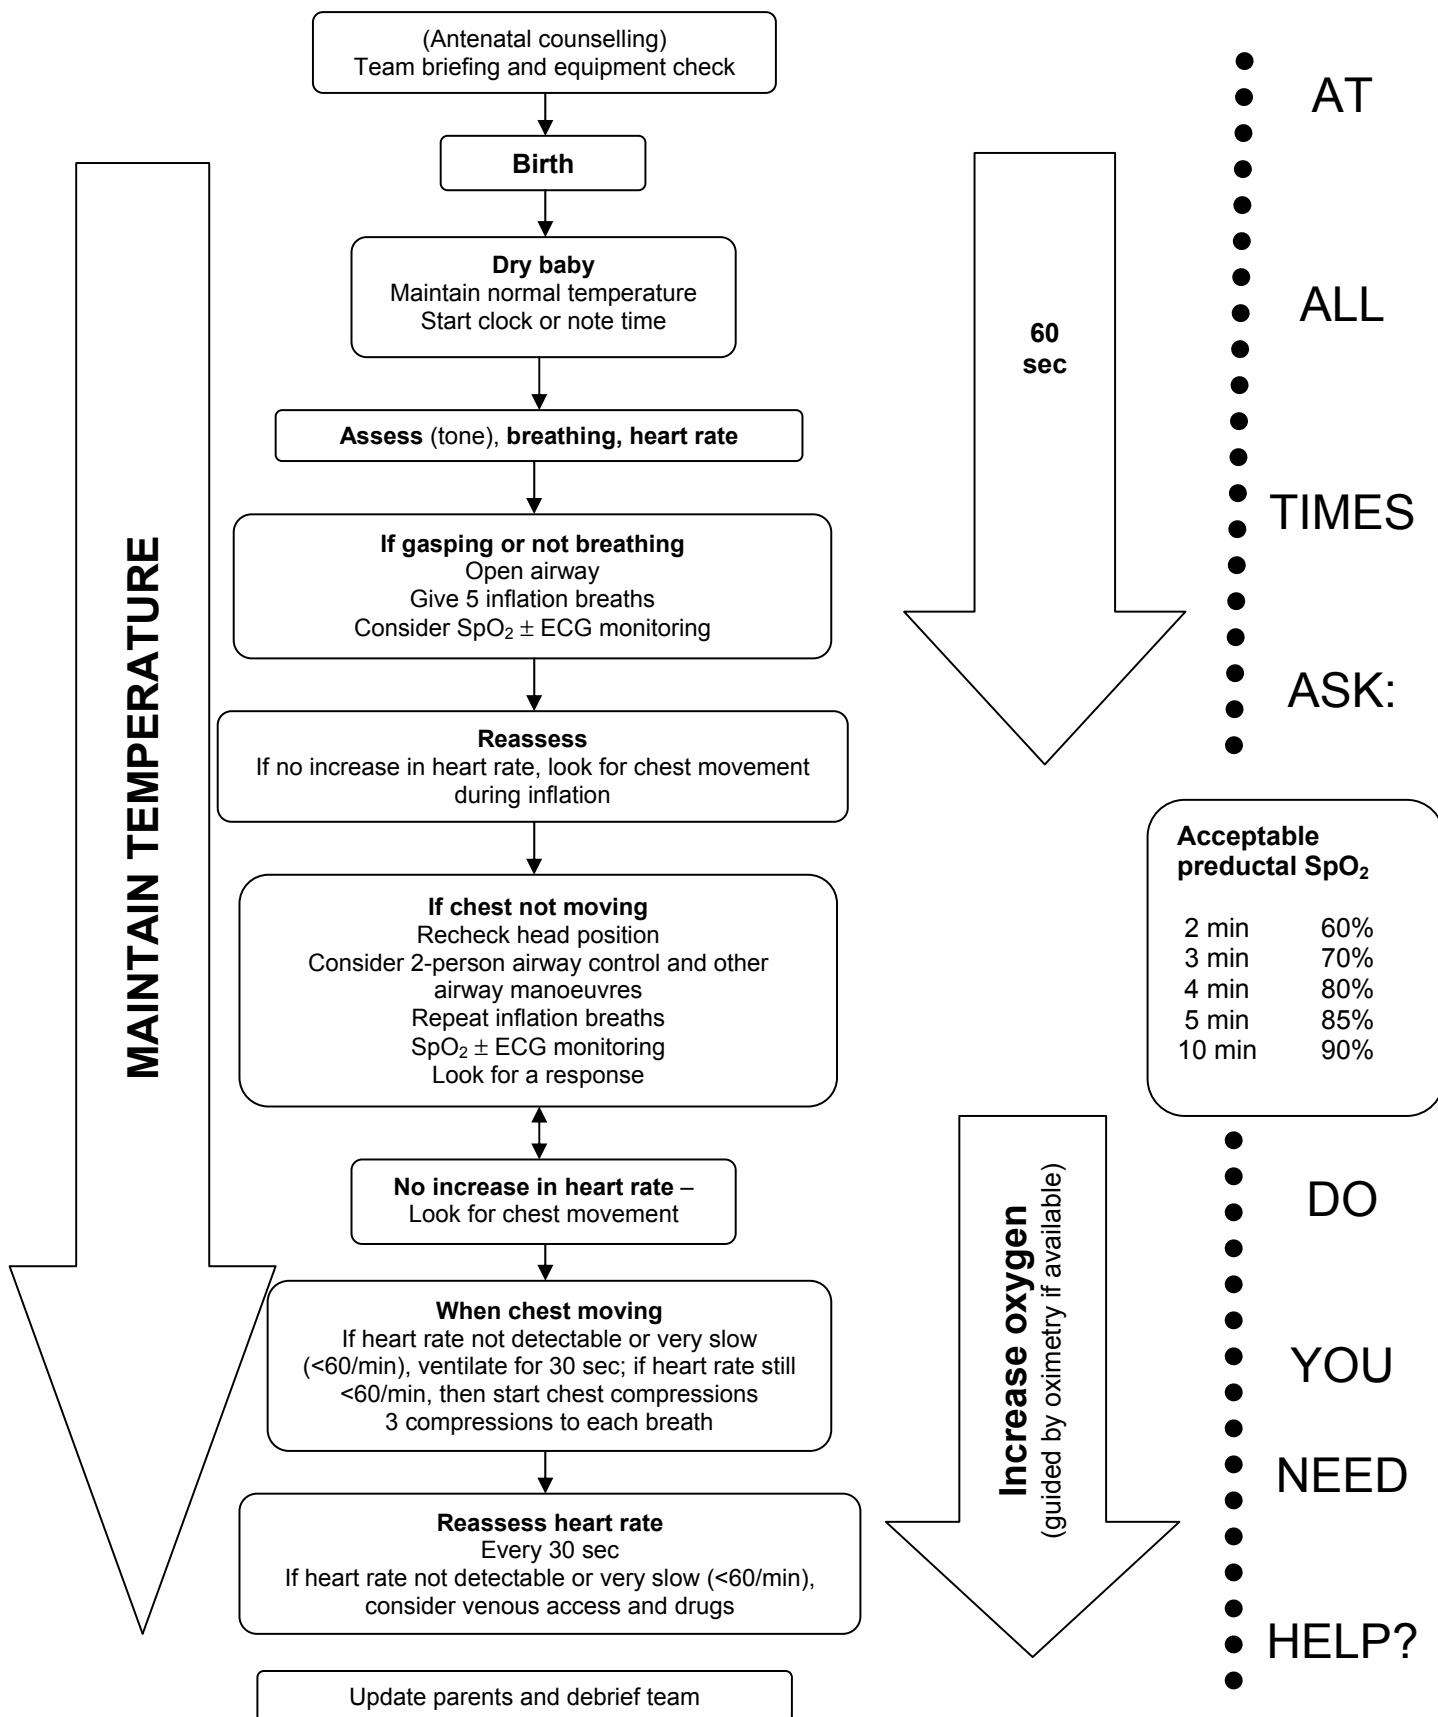 (Antenatal counselling)
Team briefing and equipment check
Birth
Dry baby
Maintain normal temperature
Start clock or note time
Assess (tone), breathing, heart rate
If gasping or not breathing
Open airway
Give 5 inflation breaths
Consider SpO₂ ± ECG monitoring
Reassess
If no increase in heart rate, look for chest movement
during inflation
If chest not moving
Recheck head position
Consider 2-person airway control and other
airway manoeuvres
Repeat inflation breaths
SpO₂ ± ECG monitoring
Look for a response
No increase in heart rate –
Look for chest movement
When chest moving
If heart rate not detectable or very slow
(<60/min), ventilate for 30 sec; if heart rate still
<60/min, then start chest compressions
3 compressions to each breath
Reassess heart rate
Every 30 sec
If heart rate not detectable or very slow (<60/min),
consider venous access and drugs
Update parents and debrief team
MAINTAIN TEMPERATURE
60
sec
Increase oxygen
(guided by oximetry if available)
AT
ALL
TIMES
ASK:
Acceptable
preductal SpO₂
2 min 60%
3 min 70%
4 min 80%
5 min 85%
10 min 90%
DO
YOU
NEED
HELP?